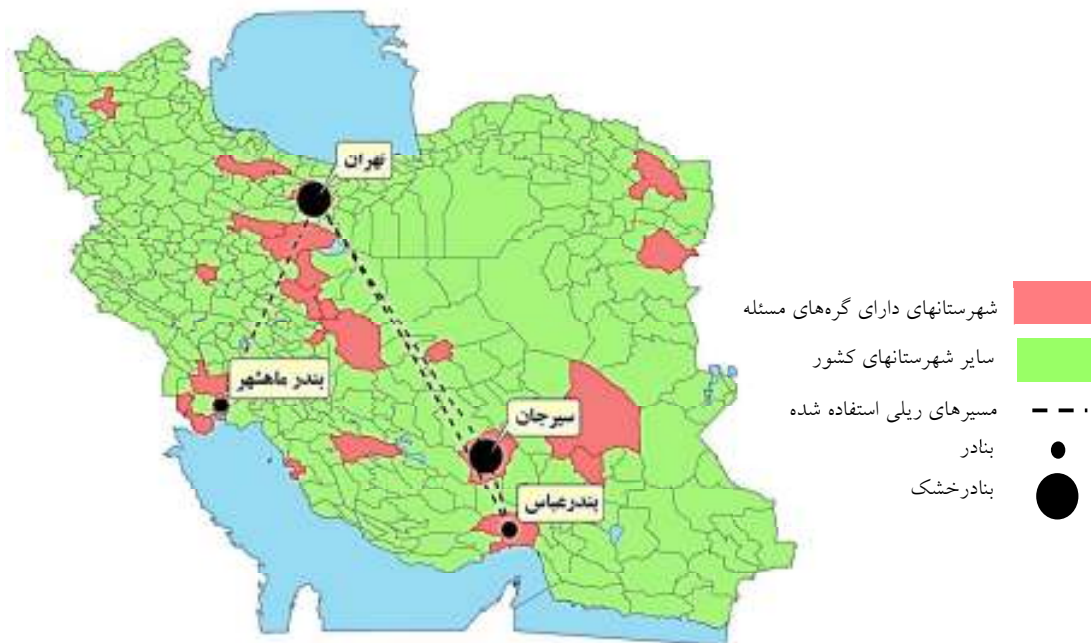 تهران
بندر ماهشهر
سیرجان
بندرعباس
شهرستانهای دارای گره‌های مسئله
سایر شهرستانهای کشور
مسیرهای ریلی استفاده شده
بنادر
بنادرخشک